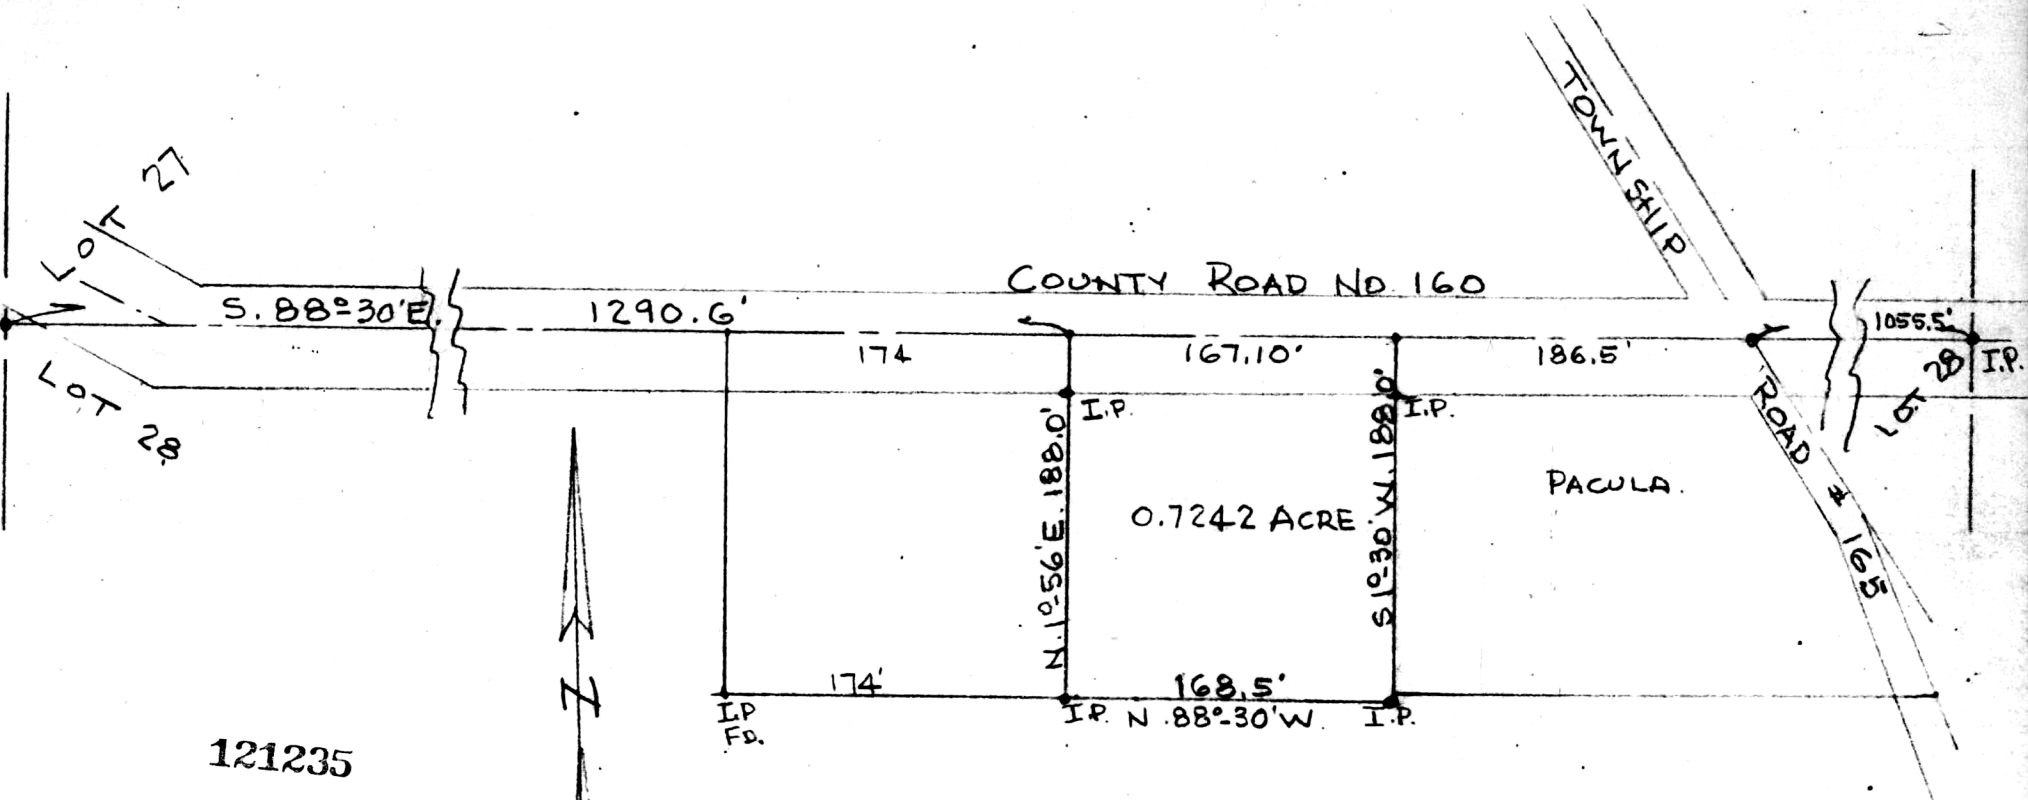 LOT 27
TOWNSHIP
COUNTY ROAD NO. 160
S. 88°-30'E.
1290.6'
1055.5'
174
167.10'
186.5'
28
I.P.
LOT 28
I.P.
I.P.
ROAD # 165
LOT
N. 1°-56'E. 188.0'
S 1°-30'W. 188.0'
PACULA.
0.7242 ACRE.
174'
168.5'
I.P.
FD.
I.P.
N. 88°-30'W.
I.P.
121235